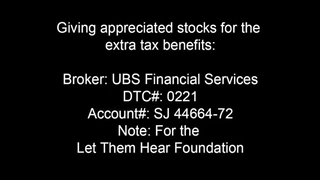 Giving appreciated stocks for the
extra tax benefits:
Broker: UBS Financial Services
DTC#: 0221
Account#: SJ 44664-72
Note: For the
Let Them Hear Foundation